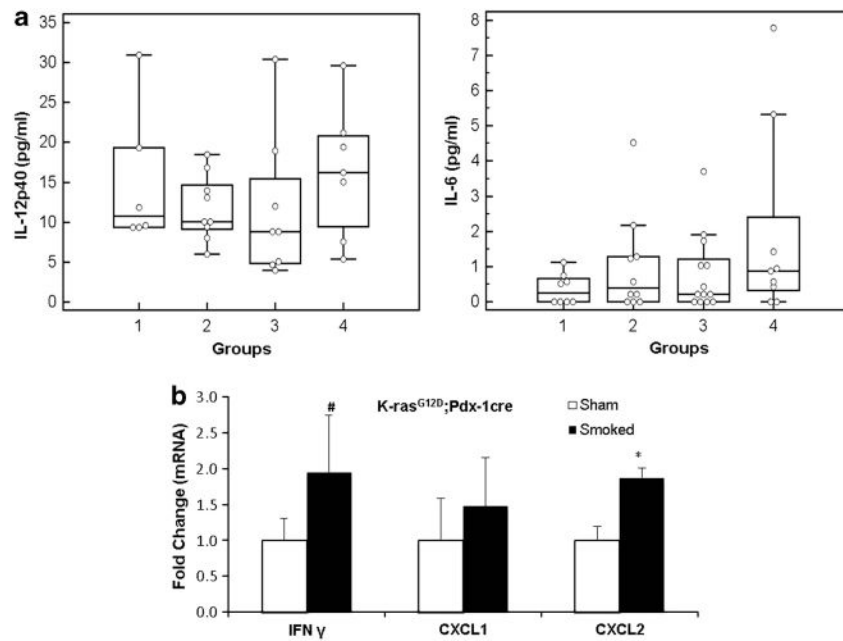 a
IL-12p40 (pg/ml)
35
30
25
20
15
10
5
0
1 2 3 4
Groups
IL-6 (pg/ml)
8
7
6
5
4
3
2
1
0
1 2 3 4
Groups
b
K-rasG12D;Pdx-1cre
Sham
Smoked
Fold Change (mRNA)
3.0
2.5
2.0
1.5
1.0
0.5
0.0
#
*
IFN γ CXCL1 CXCL2